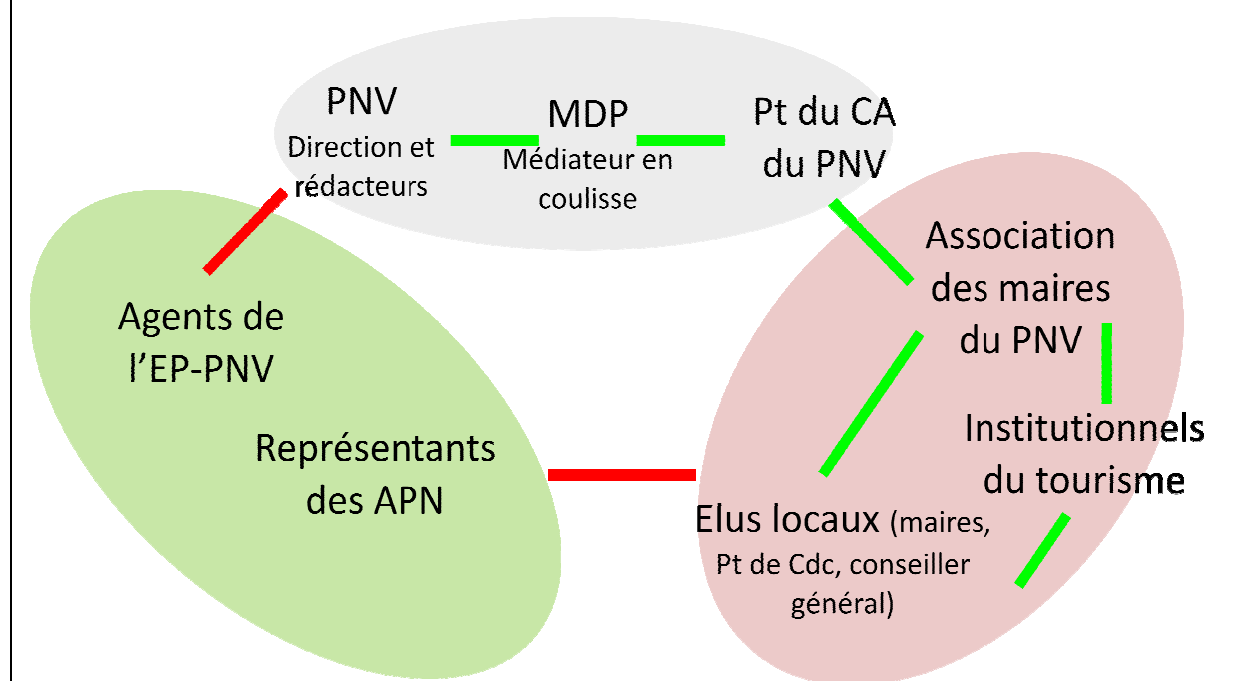 PNV
Direction et
rédacteurs
MDP
Médiateur en
coulisse
Pt du CA
du PNV
Association
des maires
du PNV
Agents de
l’EP-PNV
Représentants
des APN
Institutionnels
du tourisme
Elus locaux (maires,
Pt de Cdc, conseiller
général)